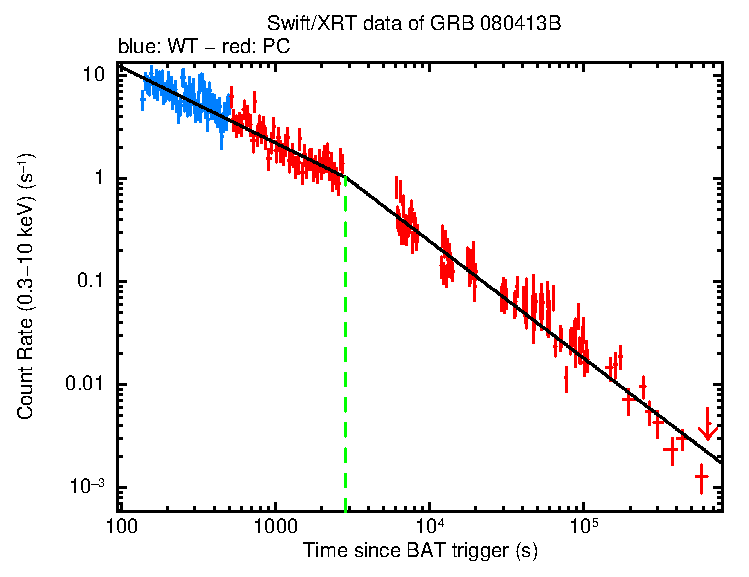 Swift/XRT data of GRB 080413B
blue: WT − red: PC
Count Rate (0.3−10 keV) (s⁻¹)
10
1
0.1
0.01
10⁻³
100
1000
10⁴
10⁵
Time since BAT trigger (s)